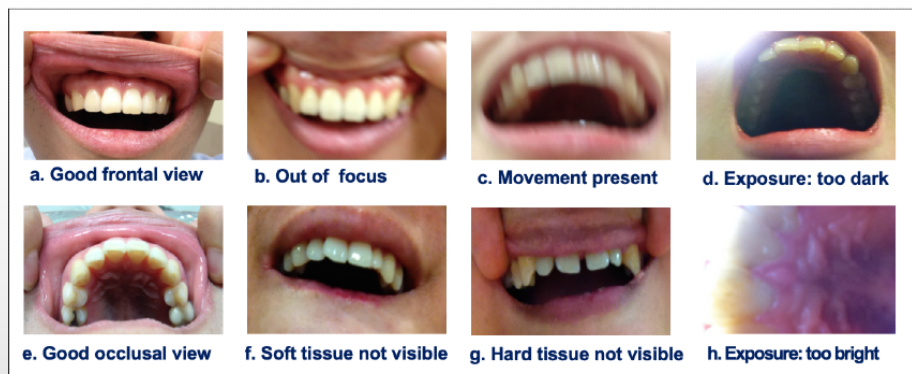 a. Good frontal view
b. Out of focus
c. Movement present
d. Exposure: too dark
e. Good occlusal view
f. Soft tissue not visible
g. Hard tissue not visible
h. Exposure: too bright